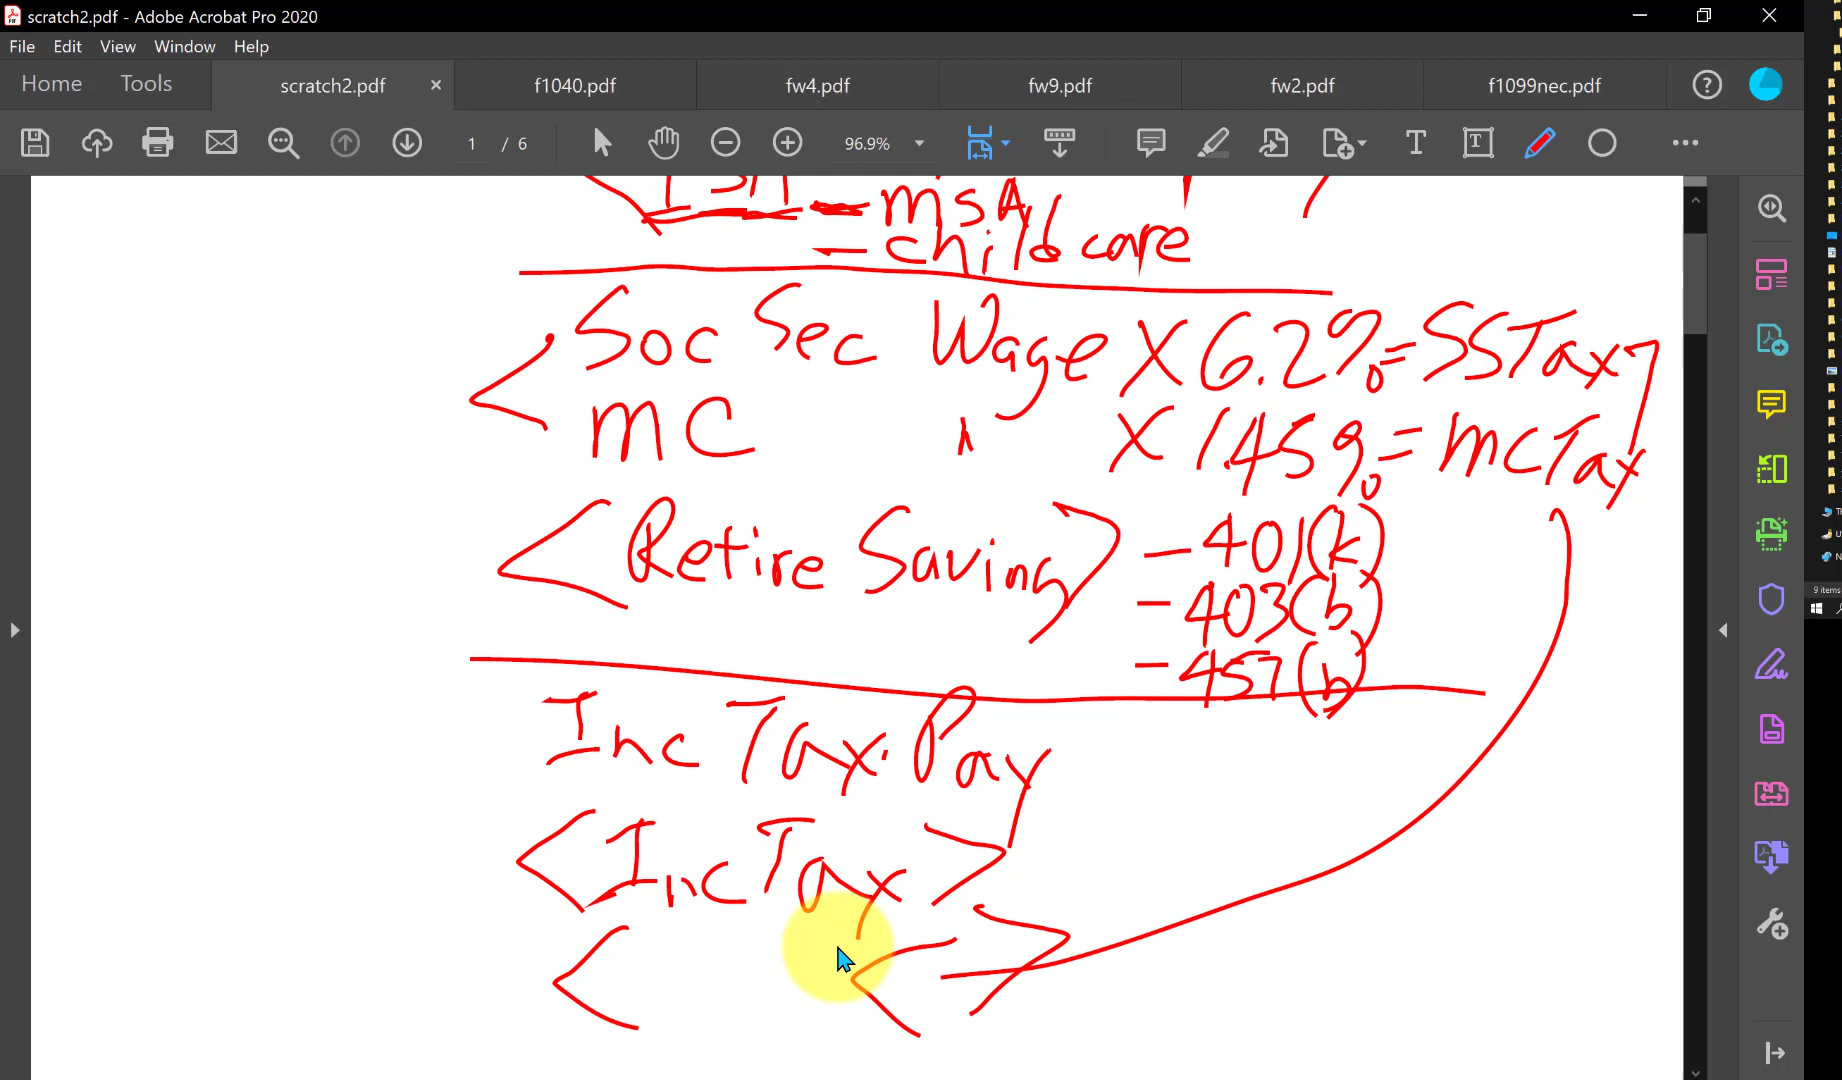 scratch2.pdf - Adobe Acrobat Pro 2020
File Edit View Window Help
Home Tools scratch2.pdf × f1040.pdf fw4.pdf fw9.pdf fw2.pdf f1099nec.pdf
1 / 6 96.9%
- MSA
- child care
< Soc Sec Wage X 6.2% = SS Tax
MC " X 1.45% = MC Tax
< Retire Saving > - 401(k)
- 403(b)
- 457(b)
Inc Tax Pay
< Inc Tax >
< >
9 items